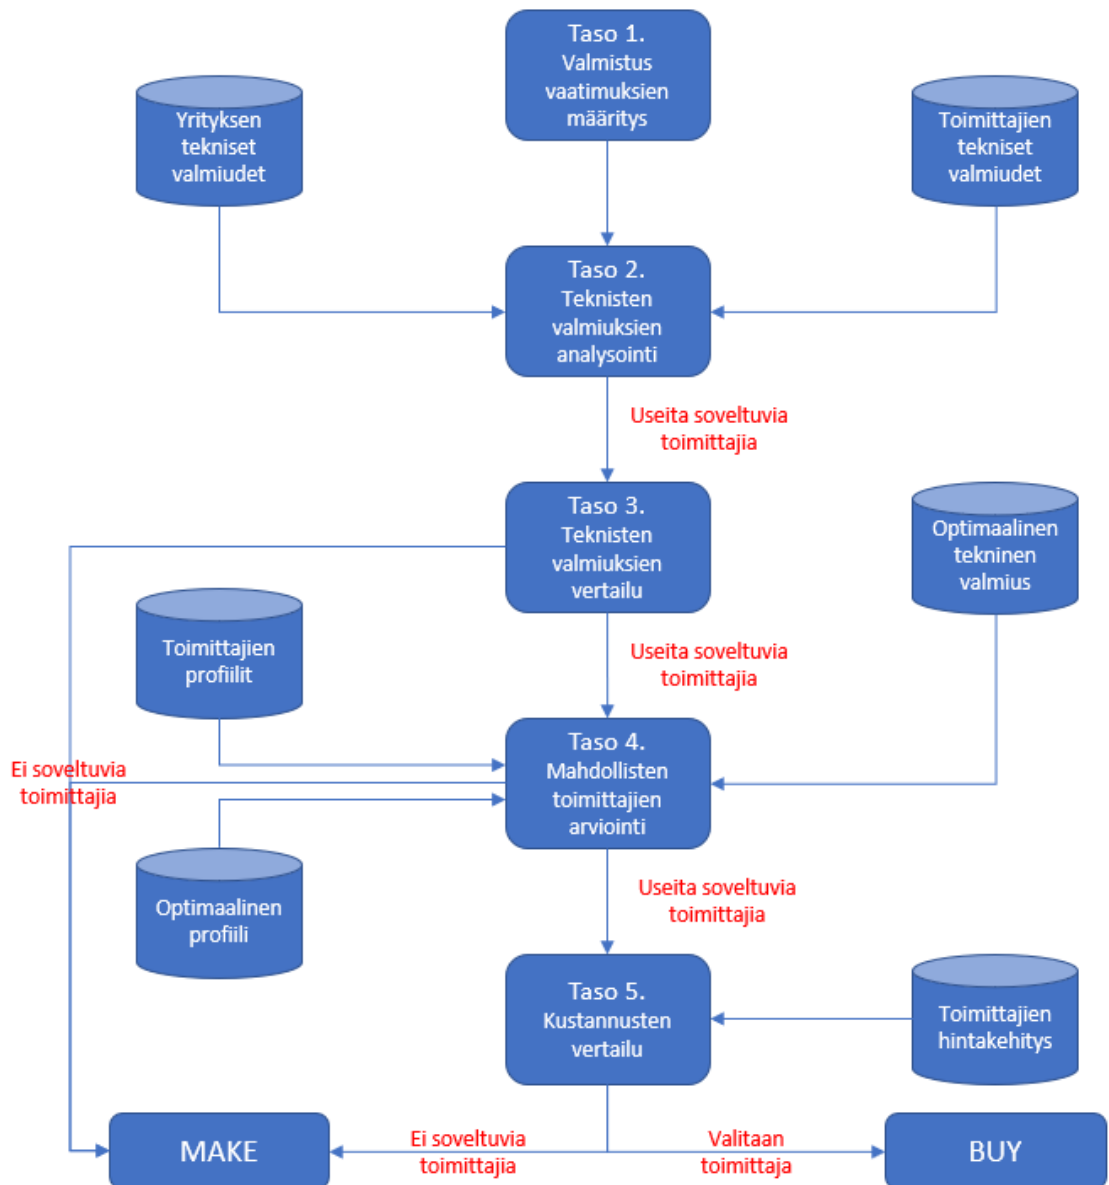 Taso 1.
Valmistus
vaatimuksien
määritys
Yrityksen
tekniset
valmiudet
Toimittajien
tekniset
valmiudet
Taso 2.
Teknisten
valmiuksien
analysointi
Useita soveltuvia
toimittajia
Taso 3.
Teknisten
valmiuksien
vertailu
Optimaalinen
tekninen
valmius
Toimittajien
profiilit
Useita soveltuvia
toimittajia
Taso 4.
Mahdollisten
toimittajien
arviointi
Ei soveltuvia
toimittajia
Optimaalinen
profiili
Useita soveltuvia
toimittajia
Taso 5.
Kustannusten
vertailu
Toimittajien
hintakehitys
MAKE
Ei soveltuvia
toimittajia
Valitaan
toimittaja
BUY